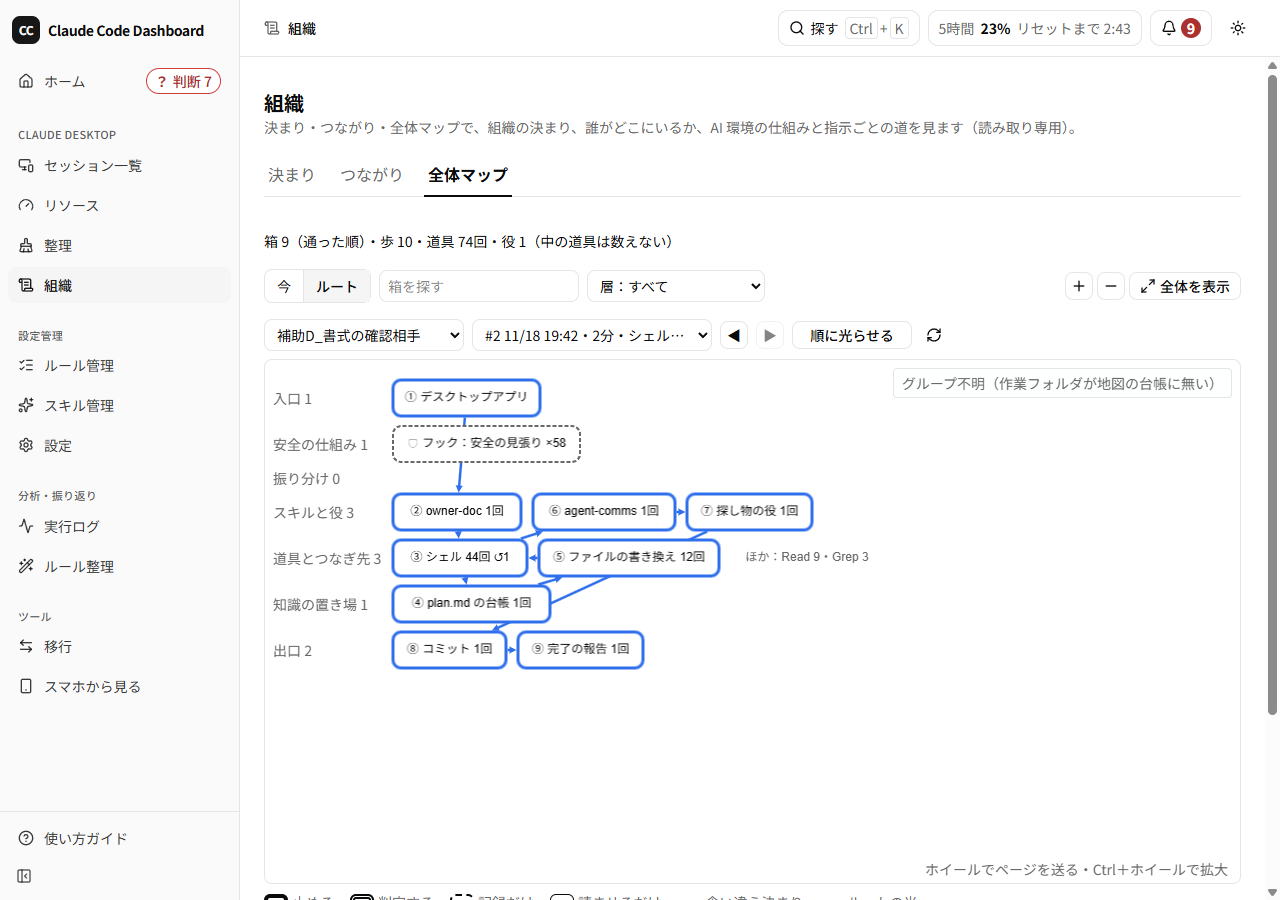 CC Claude Code Dashboard
ホーム ? 判断 7
CLAUDE DESKTOP
セッション一覧
リソース
整理
組織
設定管理
ルール管理
スキル管理
設定
分析・振り返り
実行ログ
ルール整理
ツール
移行
スマホから見る
使い方ガイド
組織
探す Ctrl + K
5時間 23% リセットまで 2:43
9
組織
決まり・つながり・全体マップで、組織の決まり、誰がどこにいるか、AI 環境の仕組みと指示ごとの道を見ます（読み取り専用）。
決まり つながり 全体マップ
箱 9（通った順）・歩 10・道具 74回・役 1（中の道具は数えない）
今 ルート 箱を探す 層：すべて
+ − 全体を表示
補助D_書式の確認相手 #2 11/18 19:42・2分・シェル… ◀ ▶ 順に光らせる
グループ不明（作業フォルダが地図の台帳に無い）
入口 1 ① デスクトップアプリ
安全の仕組み 1 フック：安全の見張り ×58
振り分け 0
スキルと役 3 ② owner-doc 1回 ⑥ agent-comms 1回 ⑦ 探し物の役 1回
道具とつなぎ先 3 ③ シェル 44回 ↺1 ⑤ ファイルの書き換え 12回 ほか：Read 9・Grep 3
知識の置き場 1 ④ plan.md の台帳 1回
出口 2 ⑧ コミット 1回 ⑨ 完了の報告 1回
ホイールでページを送る・Ctrl＋ホイールで拡大